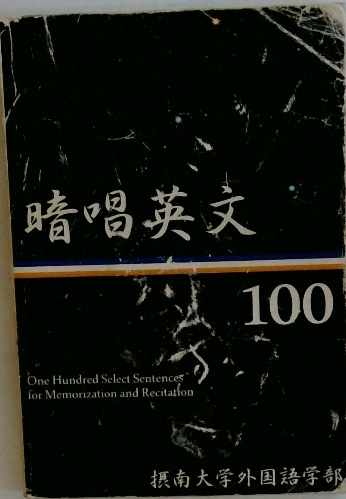 暗唱英文
100
One Hundred Select Sentences
for Memorization and Recitation
摂南大学外国語学部